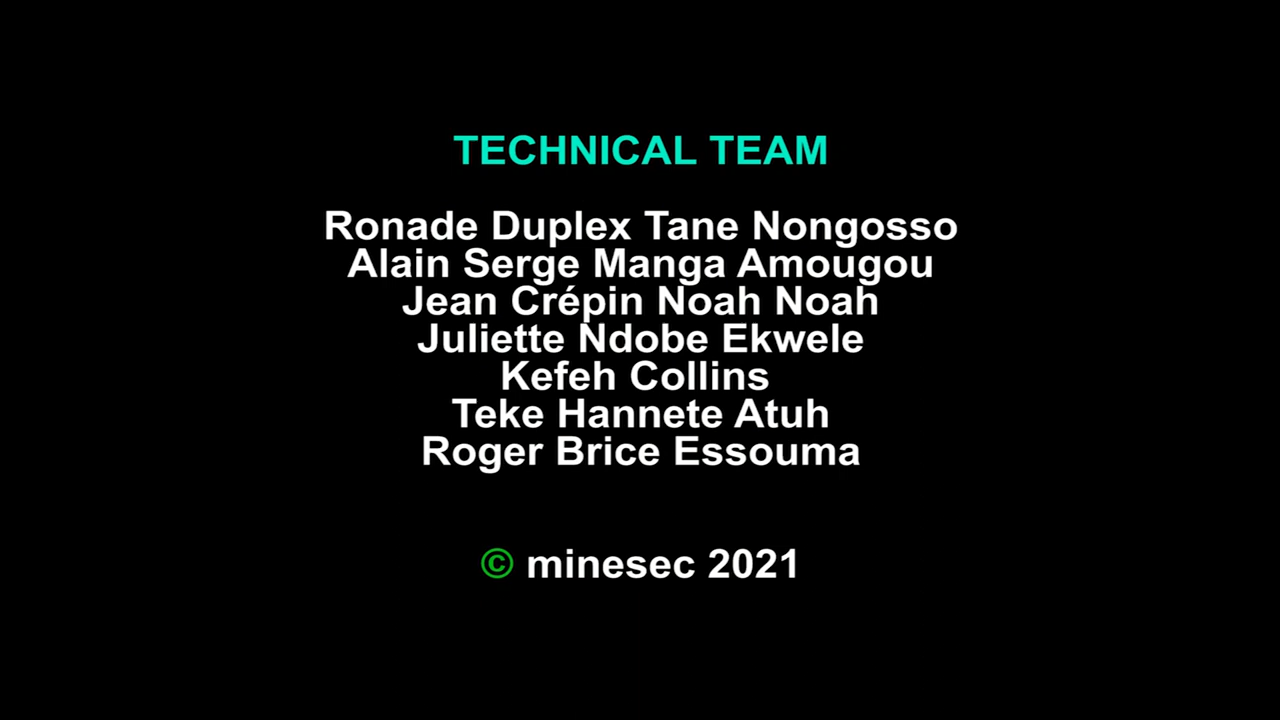 TECHNICAL TEAM
Ronade Duplex Tane Nongosso
Alain Serge Manga Amougou
Jean Crépin Noah Noah
Juliette Ndobe Ekwele
Kefeh Collins
Teke Hannete Atuh
Roger Brice Essouma
© minesec 2021